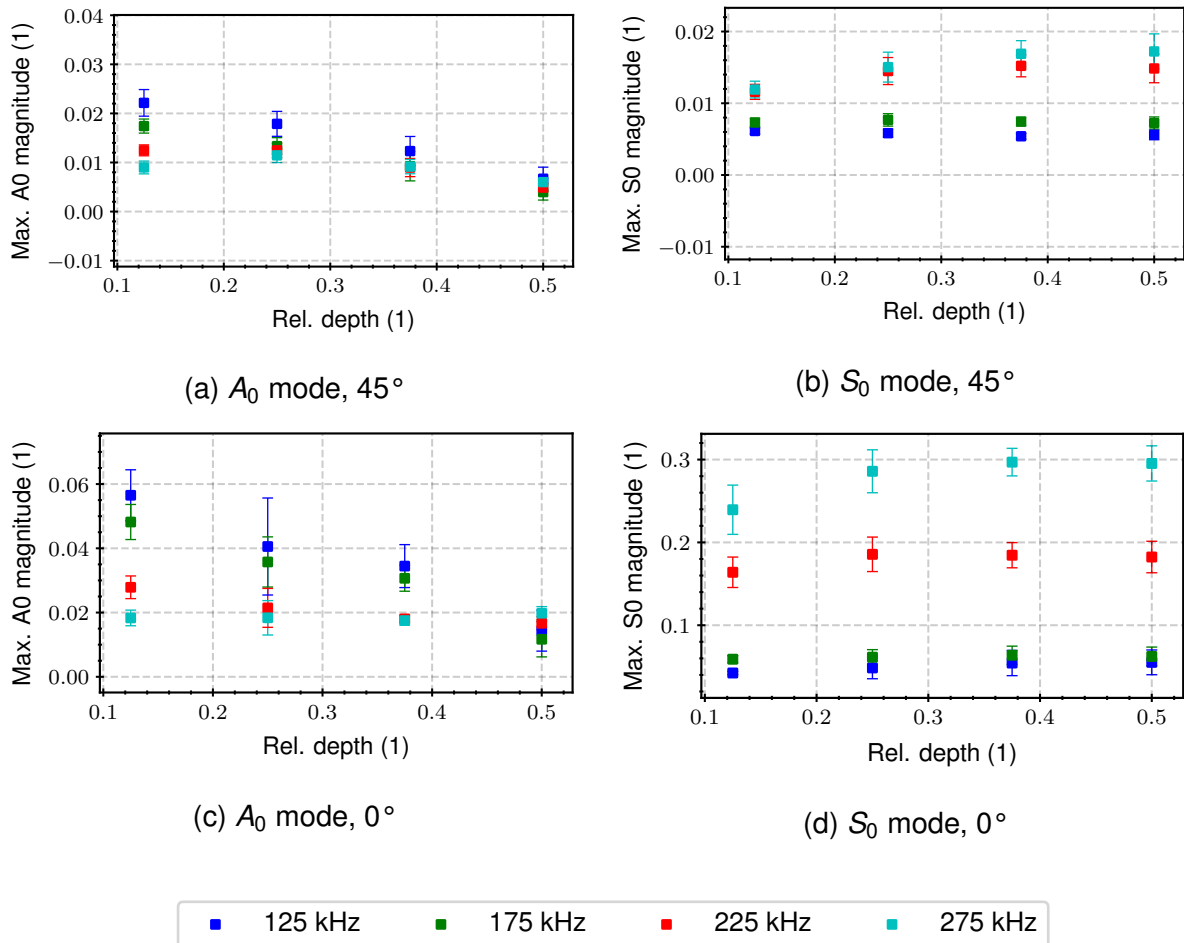 0.04
0.03
0.02
0.01
0.00
−0.01
Max. A0 magnitude (1)
0.1 0.2 0.3 0.4 0.5
Rel. depth (1)
(a) A0 mode, 45°
0.02
0.01
0.00
−0.01
Max. S0 magnitude (1)
0.1 0.2 0.3 0.4 0.5
Rel. depth (1)
(b) S0 mode, 45°
0.06
0.04
0.02
0.00
Max. A0 magnitude (1)
0.1 0.2 0.3 0.4 0.5
Rel. depth (1)
(c) A0 mode, 0°
0.3
0.2
0.1
Max. S0 magnitude (1)
0.1 0.2 0.3 0.4 0.5
Rel. depth (1)
(d) S0 mode, 0°
125 kHz 175 kHz 225 kHz 275 kHz